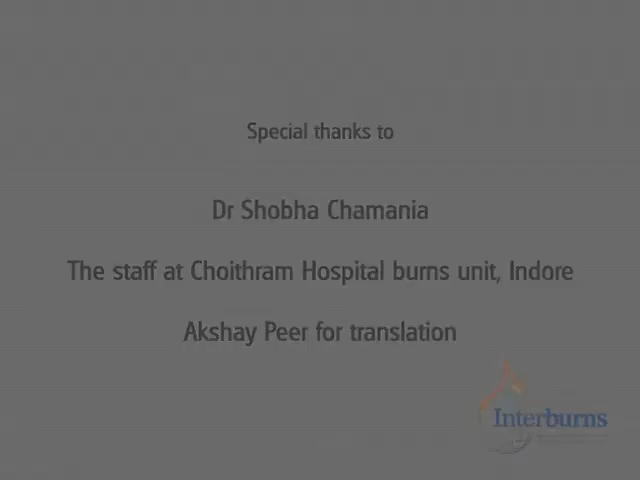 Special thanks to
Dr Shobha Chamania
The staff at Choithram Hospital burns unit, Indore
Akshay Peer for translation
Interburns